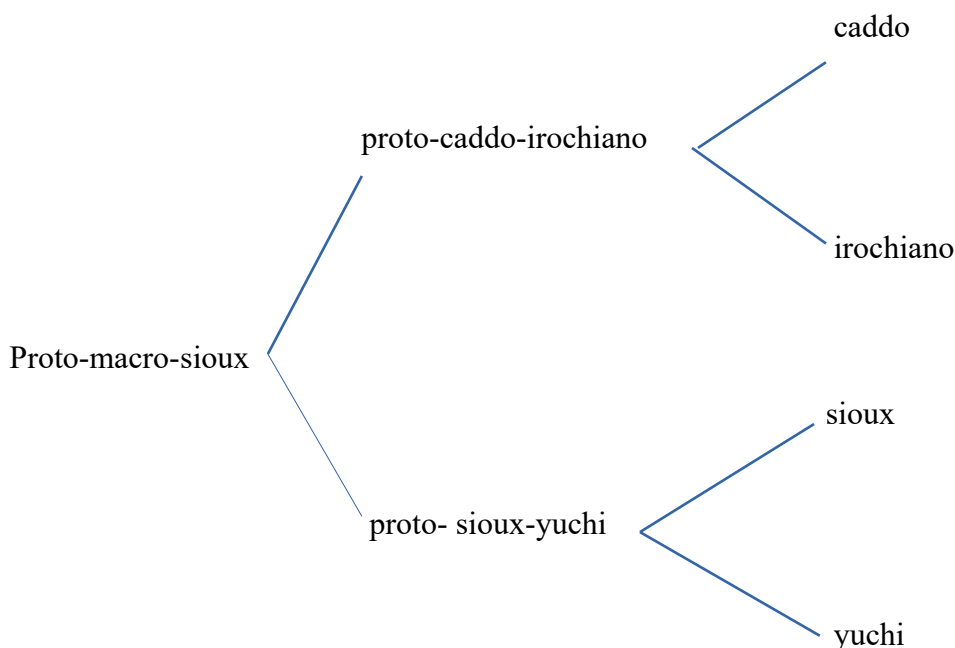 caddo
proto-caddo-irochiano
irochiano
Proto-macro-sioux
sioux
proto- sioux-yuchi
yuchi